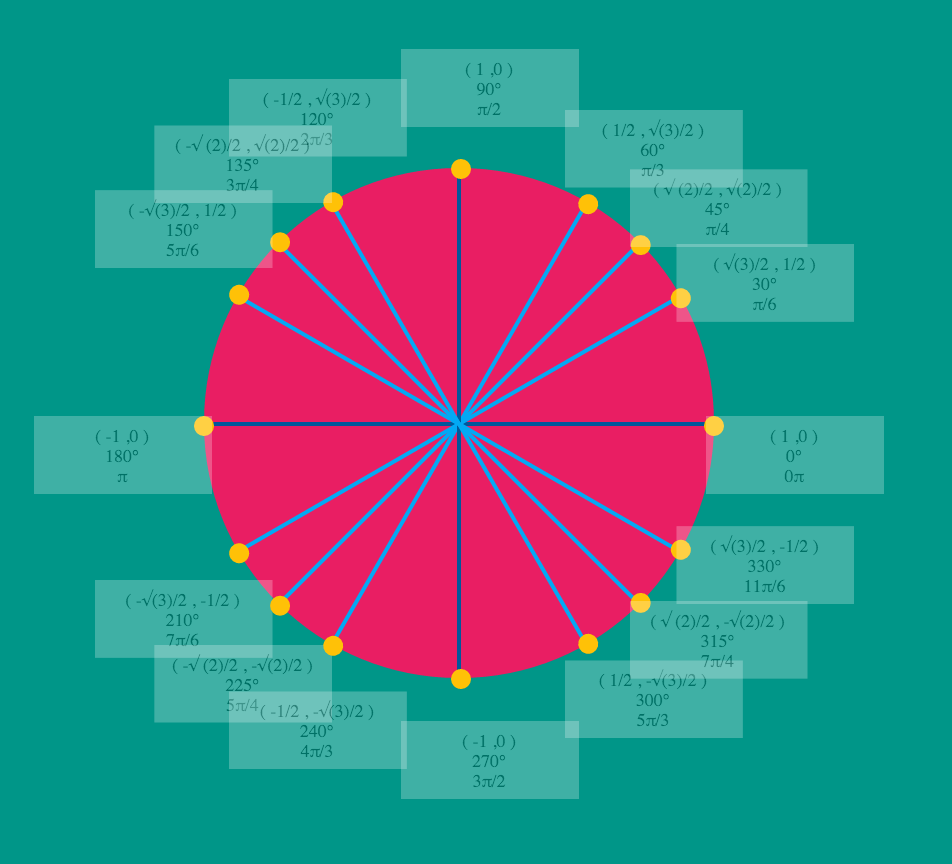 ( 1 ,0 )
90°
π/2
( -1/2 , √(3)/2 )
120°
2π/3
( 1/2 , √(3)/2 )
60°
π/3
( -√ (2)/2 , √(2)/2 )
135°
3π/4
( √ (2)/2 , √(2)/2 )
45°
π/4
( -√(3)/2 , 1/2 )
150°
5π/6
( √(3)/2 , 1/2 )
30°
π/6
( -1 ,0 )
180°
π
( 1 ,0 )
0°
0π
( √(3)/2 , -1/2 )
330°
11π/6
( -√(3)/2 , -1/2 )
210°
7π/6
( √ (2)/2 , -√(2)/2 )
315°
7π/4
( -√ (2)/2 , -√(2)/2 )
225°
5π/4
( 1/2 , -√(3)/2 )
300°
5π/3
( -1/2 , -√(3)/2 )
240°
4π/3
( -1 ,0 )
270°
3π/2